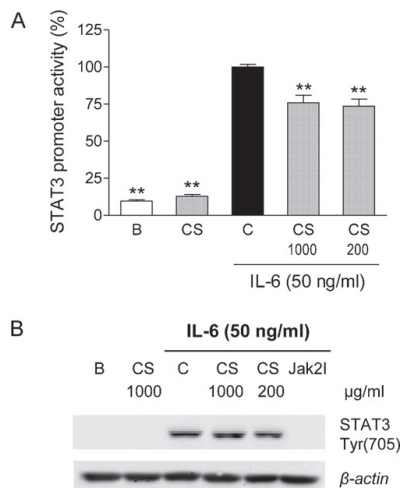 A
STAT3 promoter activity (%)
125
100
75
50
25
0
** ** ** **
B CS C CS CS
1000 200
IL-6 (50 ng/ml)
B
IL-6 (50 ng/ml)
B CS C CS CS Jak2I
1000 1000 200 µg/ml
STAT3
Tyr(705)
β-actin